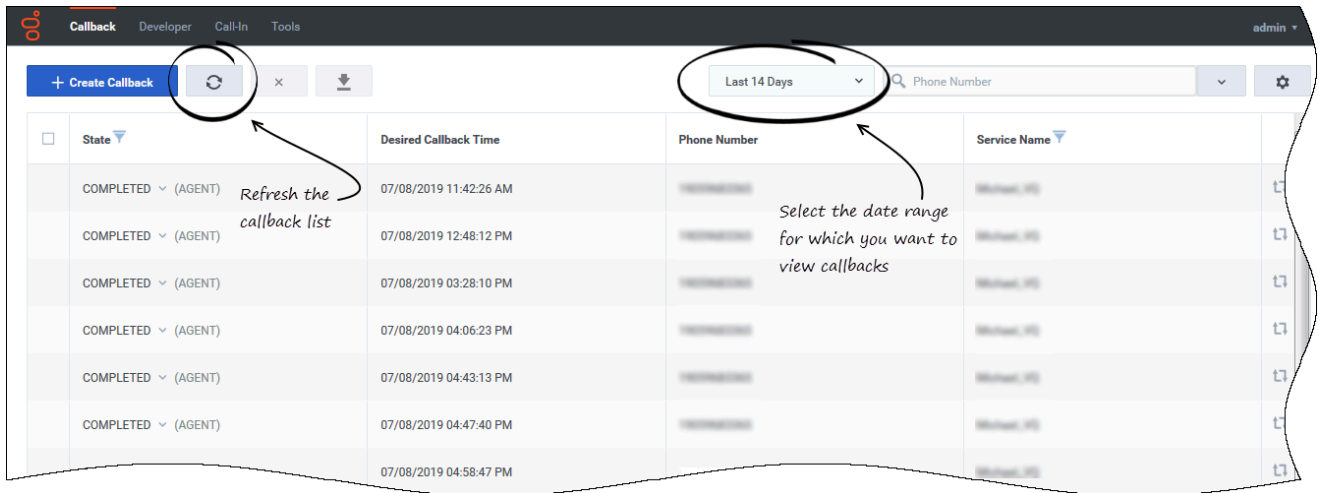 Callback Developer Call-In Tools admin
+ Create Callback Last 14 Days Phone Number
State Desired Callback Time Phone Number Service Name
COMPLETED (AGENT) 07/08/2019 11:42:26 AM
Refresh the
callback list
Select the date range
for which you want to
view callbacks
COMPLETED (AGENT) 07/08/2019 12:48:12 PM
COMPLETED (AGENT) 07/08/2019 03:28:10 PM
COMPLETED (AGENT) 07/08/2019 04:06:23 PM
COMPLETED (AGENT) 07/08/2019 04:43:13 PM
COMPLETED (AGENT) 07/08/2019 04:47:40 PM
07/08/2019 04:58:47 PM